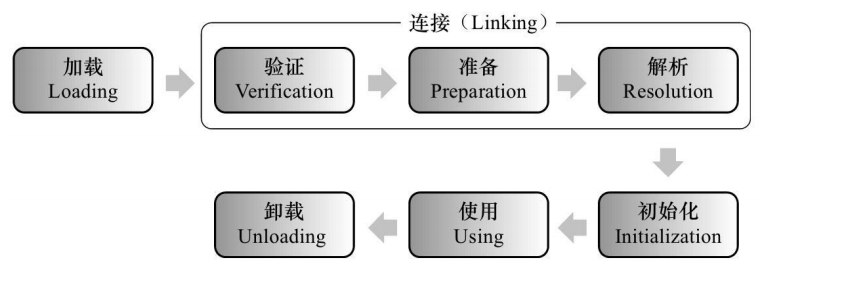 连接（Linking）
加载
Loading
验证
Verification
准备
Preparation
解析
Resolution
初始化
Initialization
使用
Using
卸载
Unloading